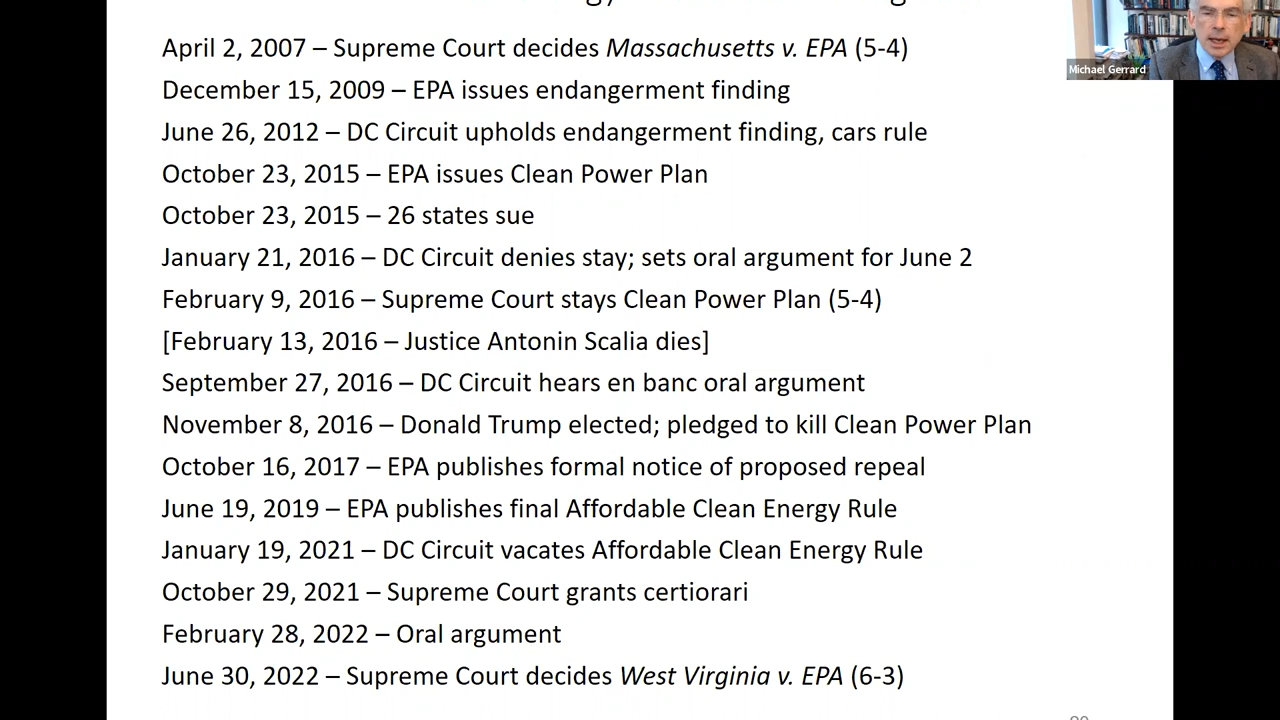 April 2, 2007 – Supreme Court decides Massachusetts v. EPA (5-4)
Michael Gerrard
December 15, 2009 – EPA issues endangerment finding
June 26, 2012 – DC Circuit upholds endangerment finding, cars rule
October 23, 2015 – EPA issues Clean Power Plan
October 23, 2015 – 26 states sue
January 21, 2016 – DC Circuit denies stay; sets oral argument for June 2
February 9, 2016 – Supreme Court stays Clean Power Plan (5-4)
[February 13, 2016 – Justice Antonin Scalia dies]
September 27, 2016 – DC Circuit hears en banc oral argument
November 8, 2016 – Donald Trump elected; pledged to kill Clean Power Plan
October 16, 2017 – EPA publishes formal notice of proposed repeal
June 19, 2019 – EPA publishes final Affordable Clean Energy Rule
January 19, 2021 – DC Circuit vacates Affordable Clean Energy Rule
October 29, 2021 – Supreme Court grants certiorari
February 28, 2022 – Oral argument
June 30, 2022 – Supreme Court decides West Virginia v. EPA (6-3)